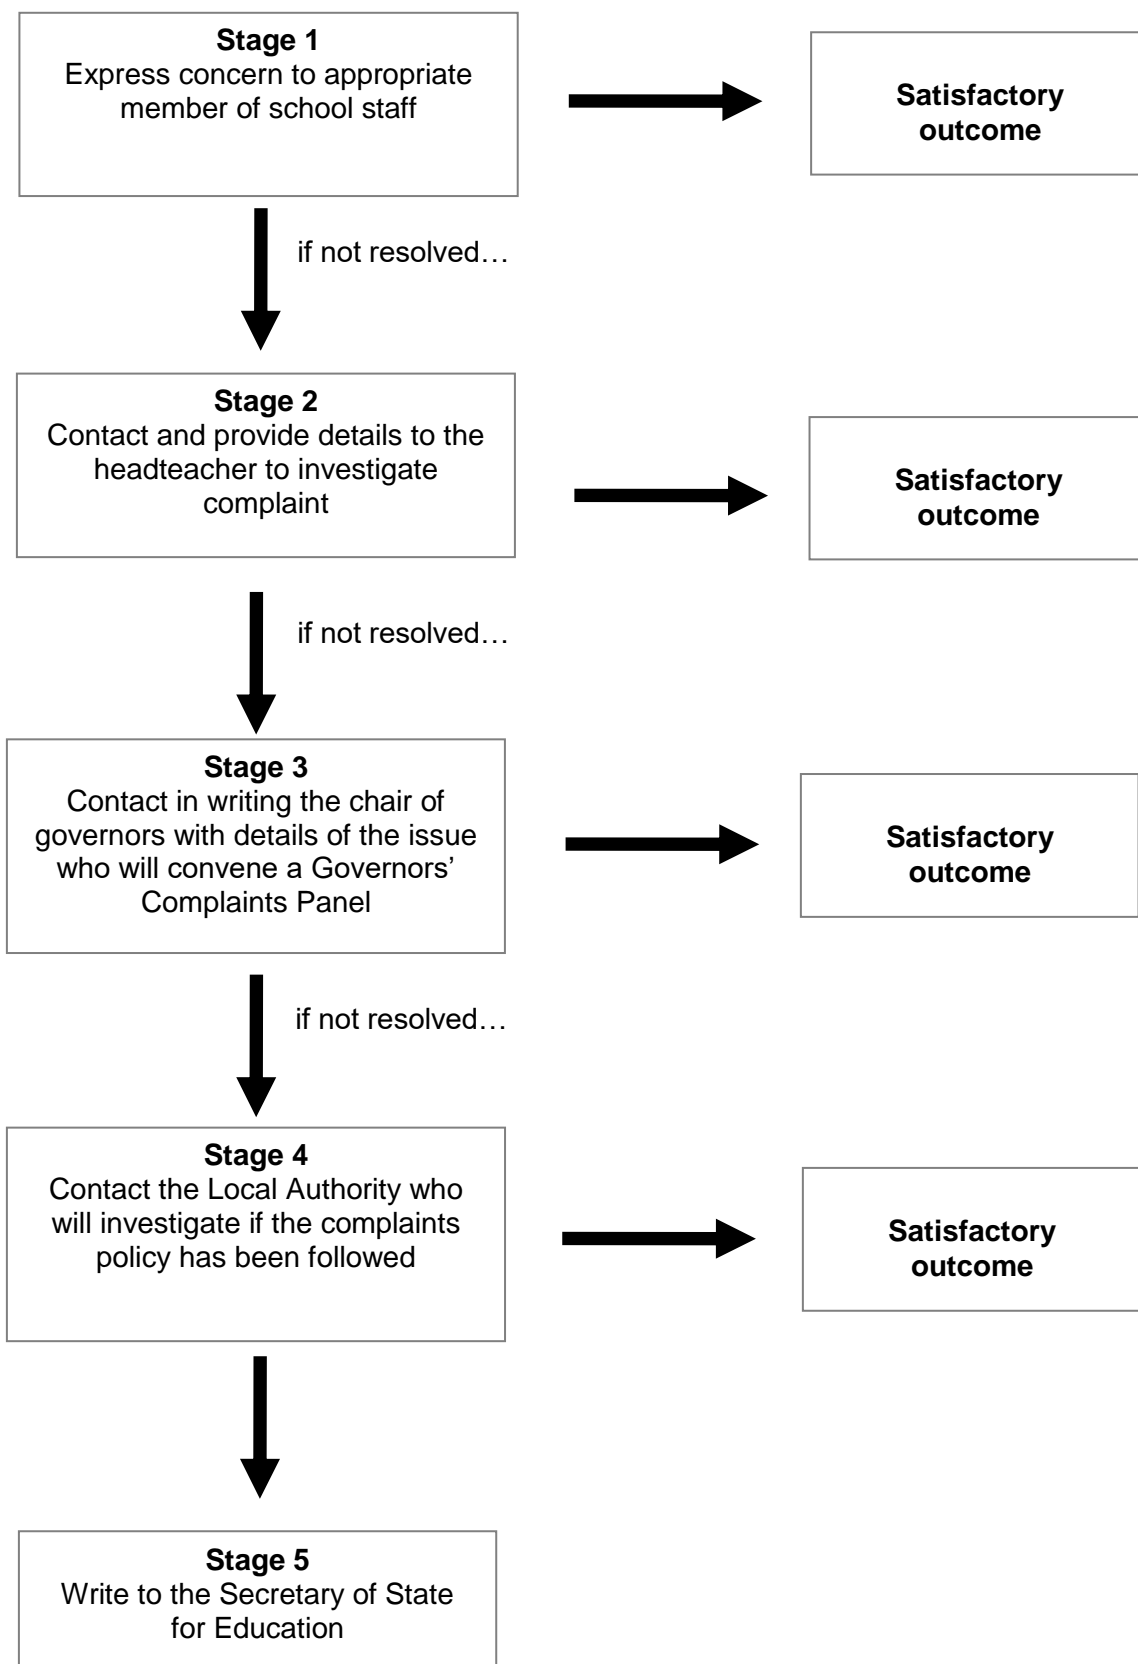 Stage 1
Express concern to appropriate
member of school staff
Satisfactory
outcome
if not resolved…
Stage 2
Contact and provide details to the
headteacher to investigate
complaint
Satisfactory
outcome
if not resolved…
Stage 3
Contact in writing the chair of
governors with details of the issue
who will convene a Governors’
Complaints Panel
Satisfactory
outcome
if not resolved…
Stage 4
Contact the Local Authority who
will investigate if the complaints
policy has been followed
Satisfactory
outcome
Stage 5
Write to the Secretary of State
for Education